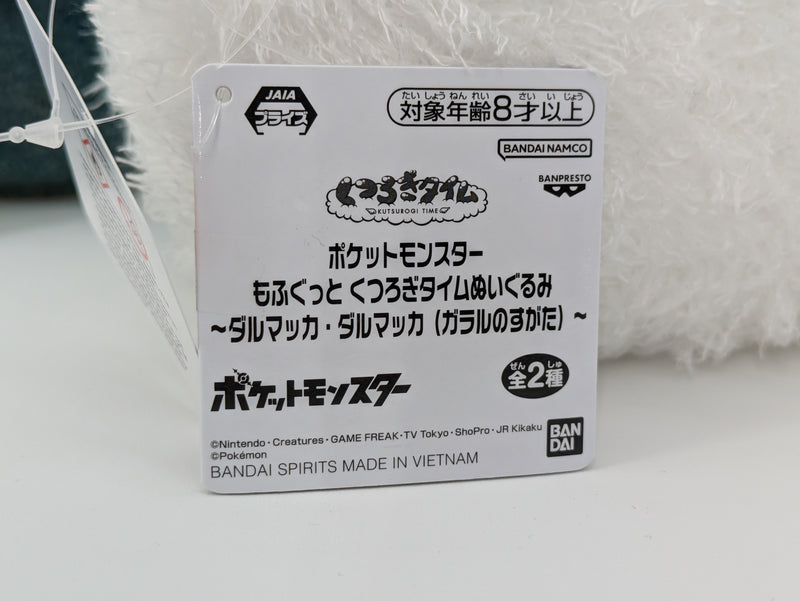 JAIA
プライズ
たいしょうねんれい さいいじょう
対象年齢8才以上
BANDAI NAMCO
BANPRESTO
くつろぎタイム
KUTSUROGI TIME
ポケットモンスター
もふぐっと くつろぎタイムぬいぐるみ
～ダルマッカ・ダルマッカ（ガラルのすがた）～
ポケットモンスター
ぜん しゅ
全2種
©Nintendo・Creatures・GAME FREAK・TV Tokyo・ShoPro・JR Kikaku
©Pokémon
BANDAI SPIRITS MADE IN VIETNAM
BAN
DAI